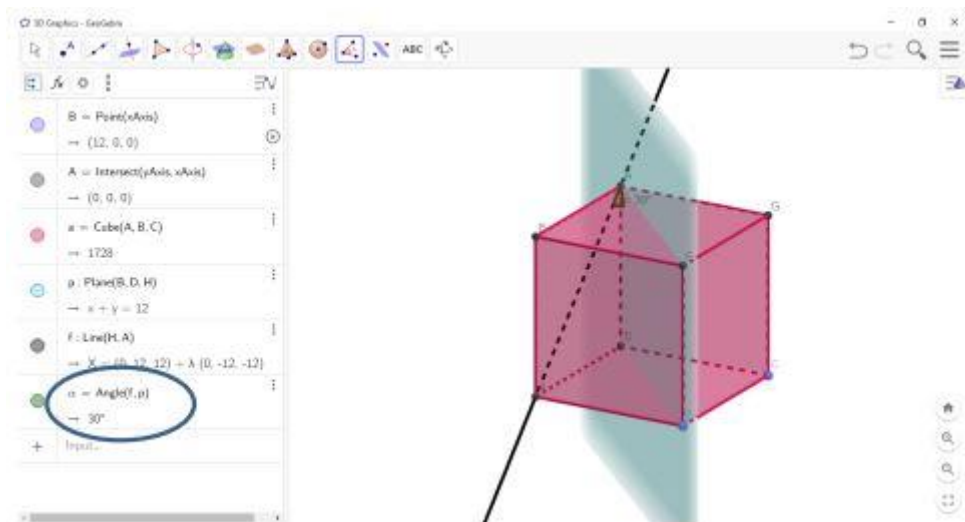 3D Graphics - GeoGebra
ABC
B = Point(xAxis)
→ (12, 0, 0)
A = Intersect(yAxis, xAxis)
→ (0, 0, 0)
a = Cube(A, B, C)
→ 1728
p : Plane(B, D, H)
→ x + y = 12
f : Line(H, A)
→ X = (0, 12, 12) + λ (0, -12, -12)
α = Angle(f, p)
→ 30°
Input...
G